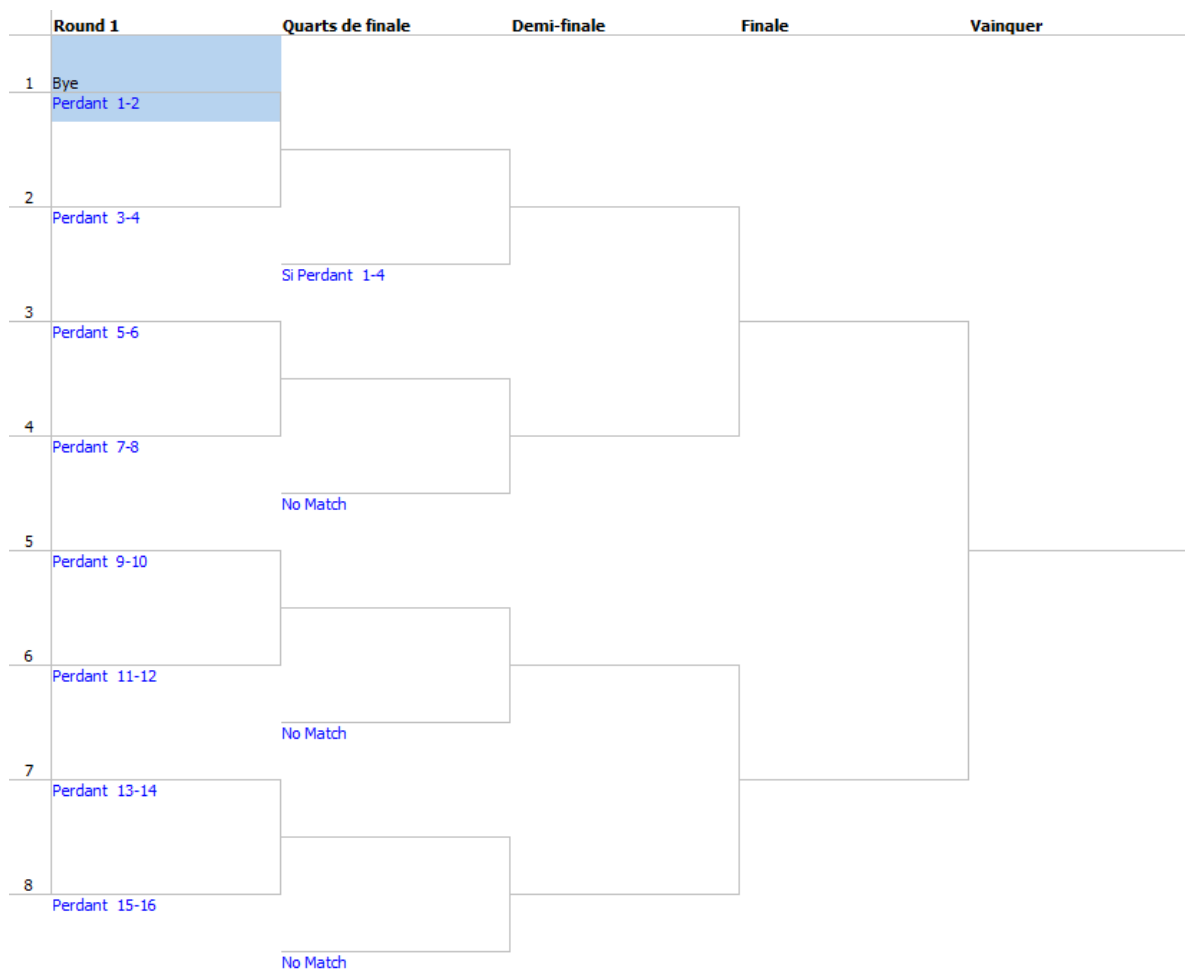 Round 1 Quarts de finale Demi-finale Finale Vainquer
1 Bye
Perdant 1-2
2
Perdant 3-4
Si Perdant 1-4
3
Perdant 5-6
4
Perdant 7-8
No Match
5
Perdant 9-10
6
Perdant 11-12
No Match
7
Perdant 13-14
8
Perdant 15-16
No Match